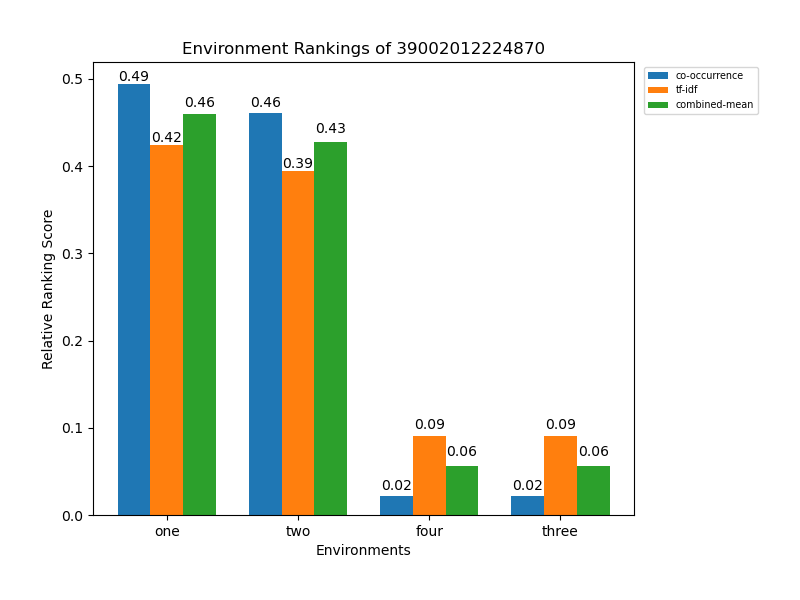 Environment Rankings of 39002012224870
co-occurrence
tf-idf
combined-mean
Relative Ranking Score
0.5
0.4
0.3
0.2
0.1
0.0
0.49
0.42
0.46
0.46
0.39
0.43
0.02
0.09
0.06
0.02
0.09
0.06
one two four three
Environments